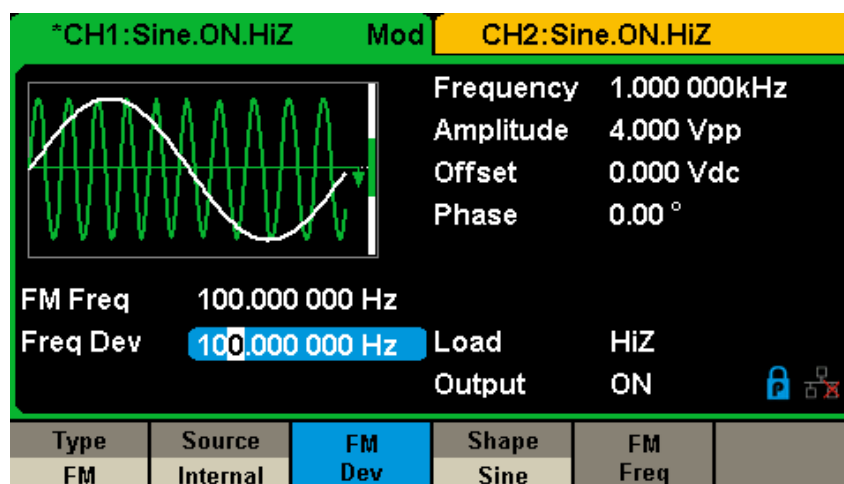 *CH1:Sine.ON.HiZ Mod CH2:Sine.ON.HiZ
Frequency 1.000 000kHz
Amplitude 4.000 Vpp
Offset 0.000 Vdc
Phase 0.00 °
FM Freq 100.000 000 Hz
Freq Dev 100.000 000 Hz Load HiZ
Output ON P
Type Source FM Dev Shape FM Freq
FM Internal Sine